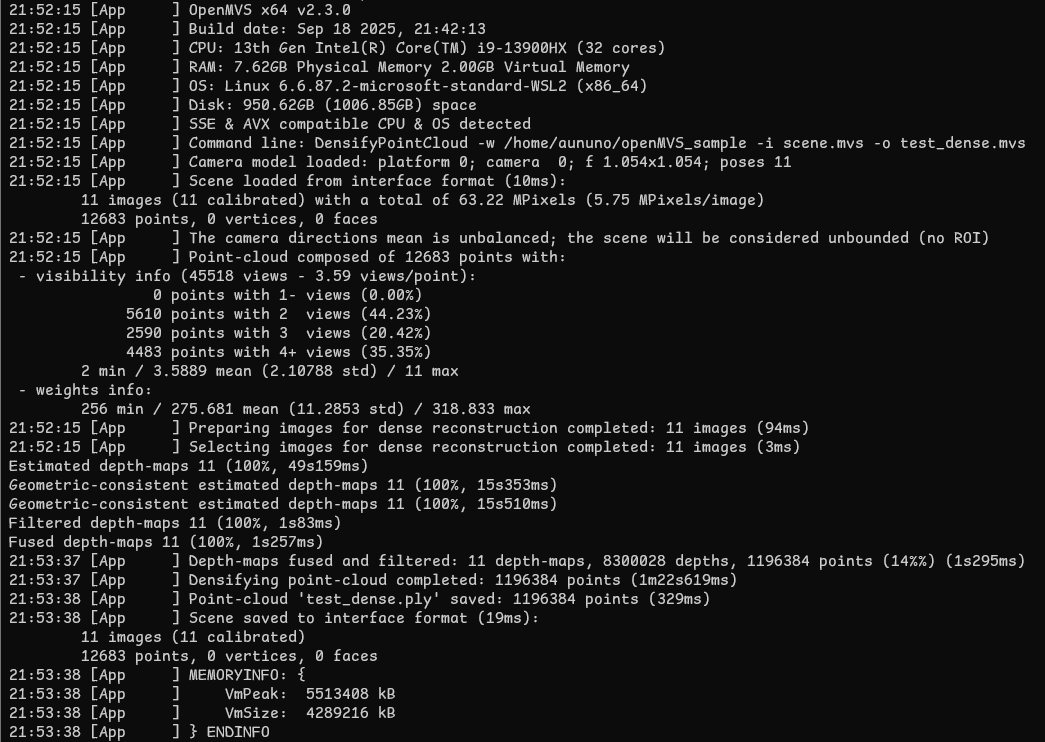 21:52:15 [App     ] OpenMVS x64 v2.3.0
21:52:15 [App     ] Build date: Sep 18 2025, 21:42:13
21:52:15 [App     ] CPU: 13th Gen Intel(R) Core(TM) i9-13900HX (32 cores)
21:52:15 [App     ] RAM: 7.62GB Physical Memory 2.00GB Virtual Memory
21:52:15 [App     ] OS: Linux 6.6.87.2-microsoft-standard-WSL2 (x86_64)
21:52:15 [App     ] Disk: 950.62GB (1006.85GB) space
21:52:15 [App     ] SSE & AVX compatible CPU & OS detected
21:52:15 [App     ] Command line: DensifyPointCloud -w /home/aununo/openMVS_sample -i scene.mvs -o test_dense.mvs
21:52:15 [App     ] Camera model loaded: platform 0; camera  0; f 1.054x1.054; poses 11
21:52:15 [App     ] Scene loaded from interface format (10ms):
        11 images (11 calibrated) with a total of 63.22 MPixels (5.75 MPixels/image)
        12683 points, 0 vertices, 0 faces
21:52:15 [App     ] The camera directions mean is unbalanced; the scene will be considered unbounded (no ROI)
21:52:15 [App     ] Point-cloud composed of 12683 points with:
 - visibility info (45518 views - 3.59 views/point):
                0 points with 1- views (0.00%)
             5610 points with 2  views (44.23%)
             2590 points with 3  views (20.42%)
             4483 points with 4+ views (35.35%)
        2 min / 3.5889 mean (2.10788 std) / 11 max
 - weights info:
        256 min / 275.681 mean (11.2853 std) / 318.833 max
21:52:15 [App     ] Preparing images for dense reconstruction completed: 11 images (94ms)
21:52:15 [App     ] Selecting images for dense reconstruction completed: 11 images (3ms)
Estimated depth-maps 11 (100%, 49s159ms)
Geometric-consistent estimated depth-maps 11 (100%, 15s353ms)
Geometric-consistent estimated depth-maps 11 (100%, 15s510ms)
Filtered depth-maps 11 (100%, 1s83ms)
Fused depth-maps 11 (100%, 1s257ms)
21:53:37 [App     ] Depth-maps fused and filtered: 11 depth-maps, 8300028 depths, 1196384 points (14%%) (1s295ms)
21:53:37 [App     ] Densifying point-cloud completed: 1196384 points (1m22s619ms)
21:53:38 [App     ] Point-cloud 'test_dense.ply' saved: 1196384 points (329ms)
21:53:38 [App     ] Scene saved to interface format (19ms):
        11 images (11 calibrated)
        12683 points, 0 vertices, 0 faces
21:53:38 [App     ] MEMORYINFO: {
21:53:38 [App     ]     VmPeak:  5513408 kB
21:53:38 [App     ]     VmSize:  4289216 kB
21:53:38 [App     ] } ENDINFO